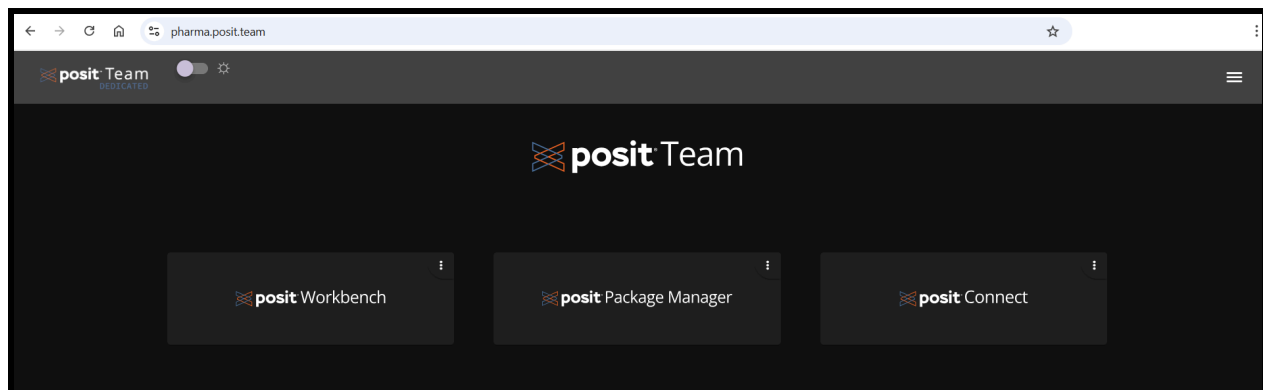 pharma.posit.team
posit Team
DEDICATED
posit Team
posit Workbench
posit Package Manager
posit Connect